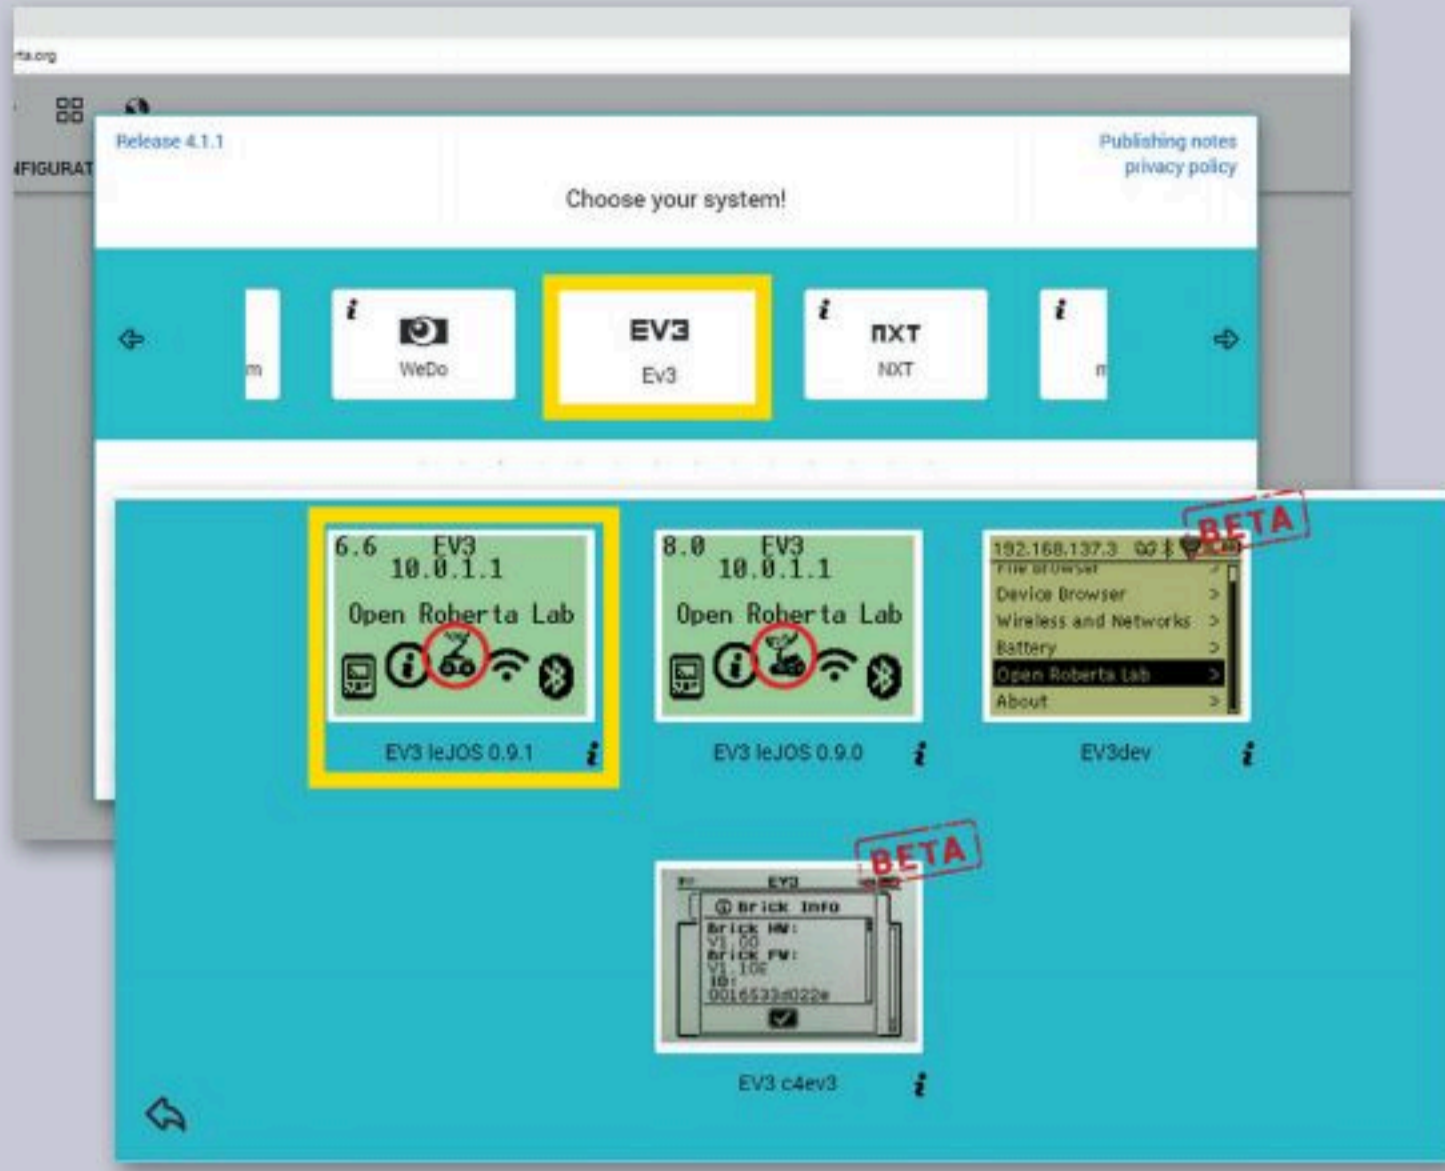 rta.org
NFIGURAT
Release 4.1.1
Publishing notes
privacy policy
Choose your system!
m
i
WeDo
EV3
Ev3
i
NXT
NXT
i
m
BETA
6.6 EV3
10.0.1.1
Open Roberta Lab
EV3 leJOS 0.9.1 i
8.0 EV3
10.0.1.1
Open Roberta Lab
EV3 leJOS 0.9.0 i
192.168.137.3
File Browser
Device Browser >
Wireless and Networks >
Battery >
Open Roberta Lab >
About >
EV3dev i
BETA
EV3
Brick Info
Brick HW:
V1.00
Brick FW:
V1.10E
ID:
0016533d022e
EV3 c4ev3 i